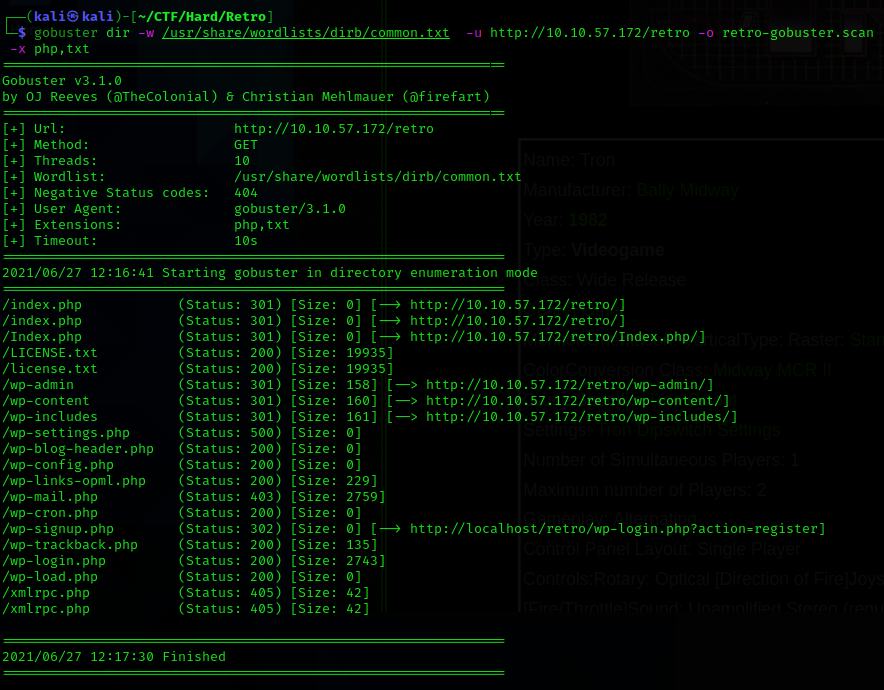 (kali㉿kali)-[~/CTF/Hard/Retro]
$ gobuster dir -w /usr/share/wordlists/dirb/common.txt  -u http://10.10.57.172/retro -o retro-gobuster.scan
-x php,txt
===============================================================
Gobuster v3.1.0
by OJ Reeves (@TheColonial) & Christian Mehlmauer (@firefart)
===============================================================
[+] Url:                     http://10.10.57.172/retro
[+] Method:                  GET
[+] Threads:                 10
[+] Wordlist:                /usr/share/wordlists/dirb/common.txt
[+] Negative Status codes:   404
[+] User Agent:              gobuster/3.1.0
[+] Extensions:              php,txt
[+] Timeout:                 10s
===============================================================
2021/06/27 12:16:41 Starting gobuster in directory enumeration mode
===============================================================
/index.php            (Status: 301) [Size: 0] [--> http://10.10.57.172/retro/]
/index.php            (Status: 301) [Size: 0] [--> http://10.10.57.172/retro/]
/Index.php            (Status: 301) [Size: 0] [--> http://10.10.57.172/retro/Index.php/]
/LICENSE.txt          (Status: 200) [Size: 19935]
/license.txt          (Status: 200) [Size: 19935]
/wp-admin             (Status: 301) [Size: 158] [--> http://10.10.57.172/retro/wp-admin/]
/wp-content           (Status: 301) [Size: 160] [--> http://10.10.57.172/retro/wp-content/]
/wp-includes          (Status: 301) [Size: 161] [--> http://10.10.57.172/retro/wp-includes/]
/wp-settings.php      (Status: 500) [Size: 0]
/wp-blog-header.php   (Status: 200) [Size: 0]
/wp-config.php        (Status: 200) [Size: 0]
/wp-links-opml.php    (Status: 200) [Size: 229]
/wp-mail.php          (Status: 403) [Size: 2759]
/wp-cron.php          (Status: 200) [Size: 0]
/wp-signup.php        (Status: 302) [Size: 0] [--> http://localhost/retro/wp-login.php?action=register]
/wp-trackback.php     (Status: 200) [Size: 135]
/wp-login.php         (Status: 200) [Size: 2743]
/wp-load.php          (Status: 200) [Size: 0]
/xmlrpc.php           (Status: 405) [Size: 42]
/xmlrpc.php           (Status: 405) [Size: 42]
===============================================================
2021/06/27 12:17:30 Finished
===============================================================
Name: Tron
Manufacturer: Bally Midway
Year: 1982
Type: Videogame
Class: Wide Release
Type: Raster:
Conversion Class: Midway MCR II
Settings
Number of Simultaneous Players: 1
Maximum number of Players: 2
Control Panel Layout: Single Player
Controls:Rotary: Optical [Direction of Fire]Joys
[Fire/Throttle]Sound: Unamplified Stereo